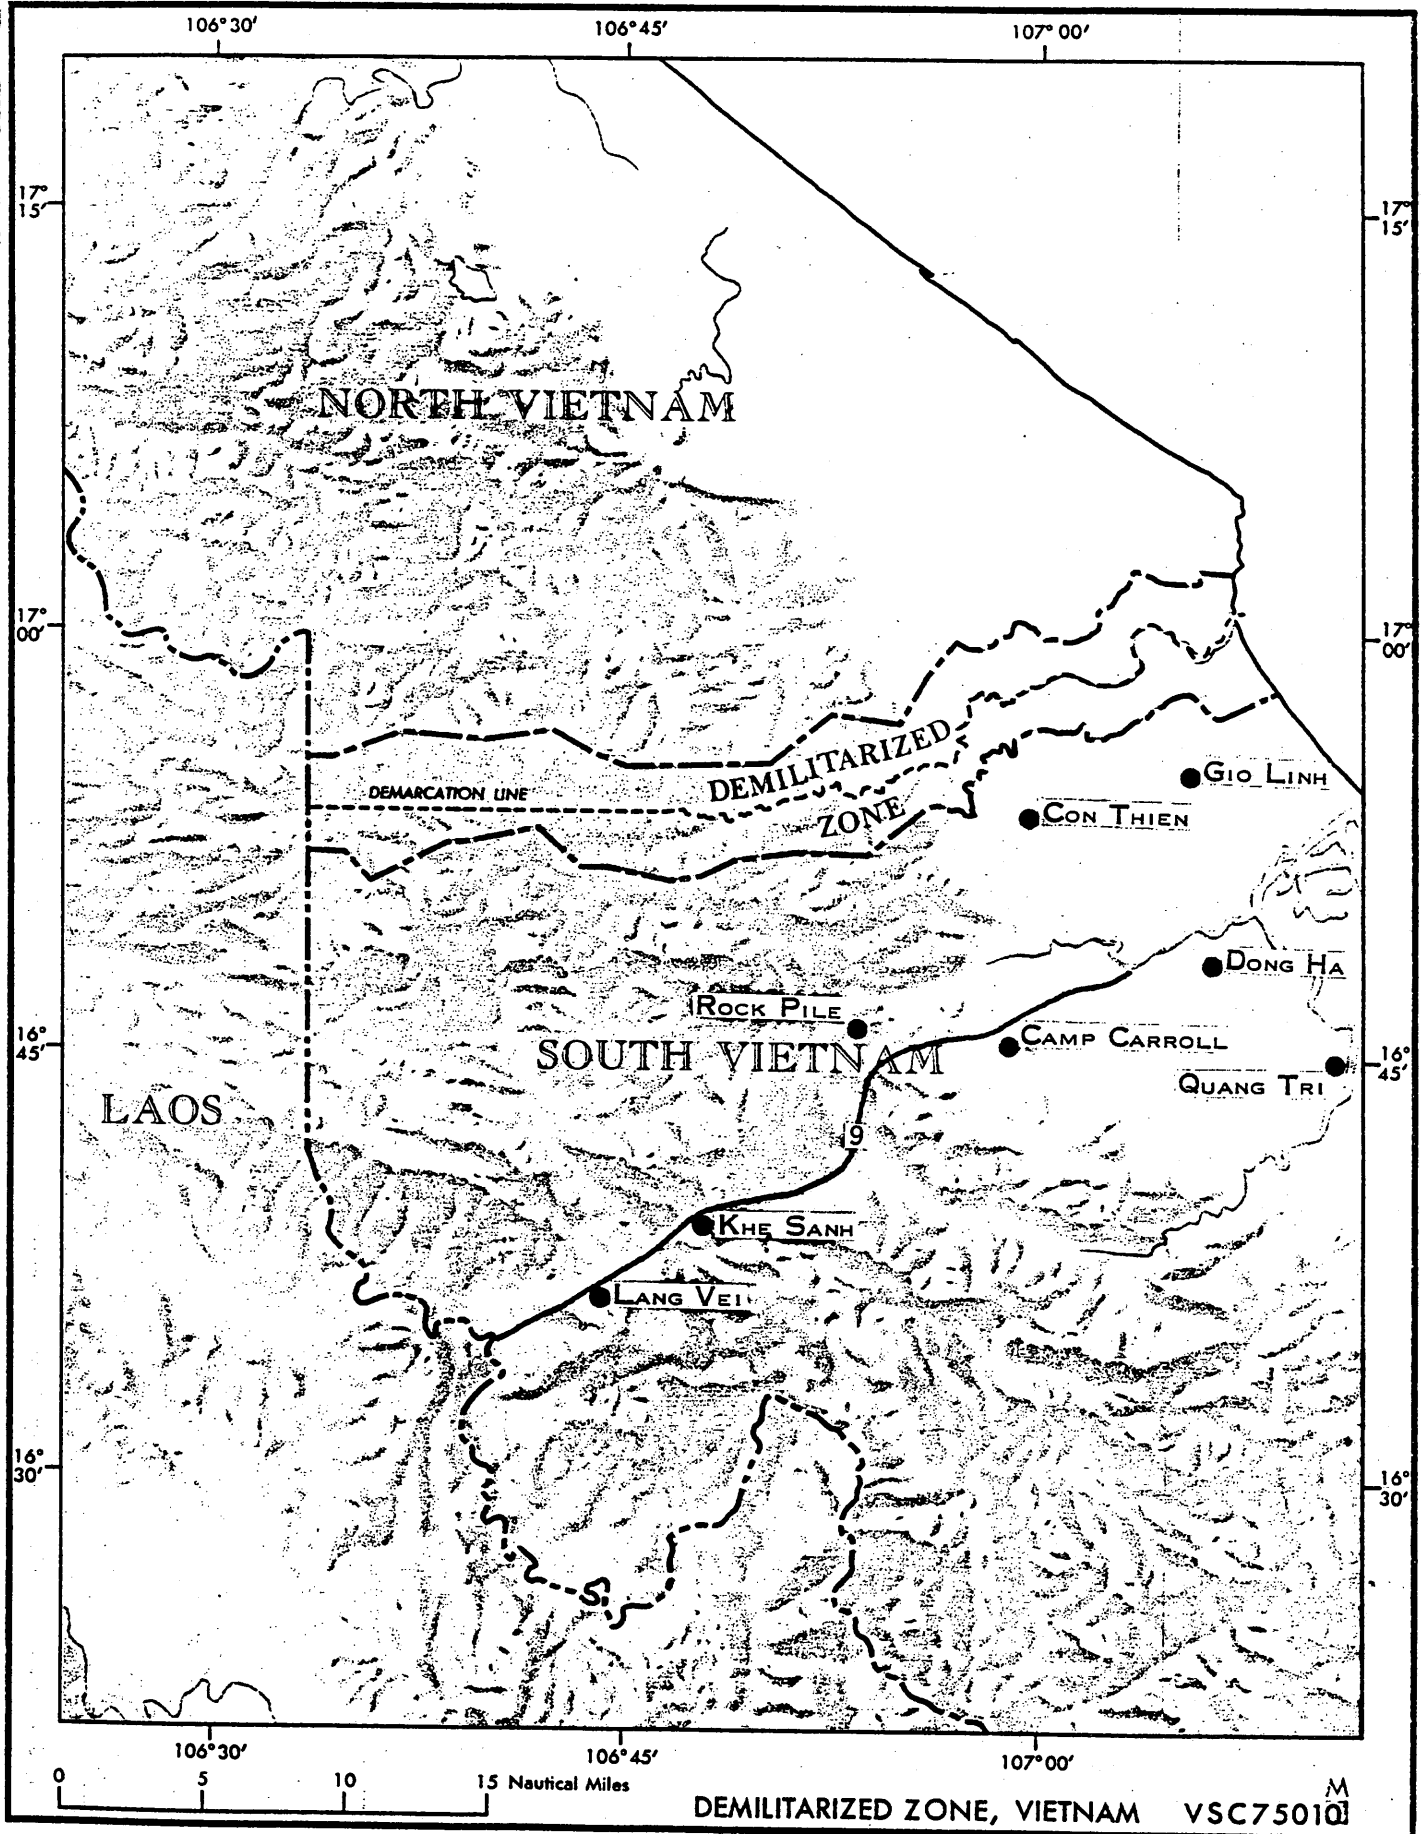 106°30′ 106°45′ 107°00′
17° 15′
17° 15′
NORTH VIETNAM
17° 00′
17° 00′
DEMILITARIZED
ZONE
DEMARCATION LINE
GIO LINH
CON THIEN
DONG HA
ROCK PILE
CAMP CARROLL
16° 45′
SOUTH VIETNAM
16° 45′
QUANG TRI
LAOS
9
KHE SANH
LANG VEI
16° 30′
16° 30′
106°30′ 106°45′ 107°00′
0 5 10 15 Nautical Miles
DEMILITARIZED ZONE, VIETNAM VSC75010
M